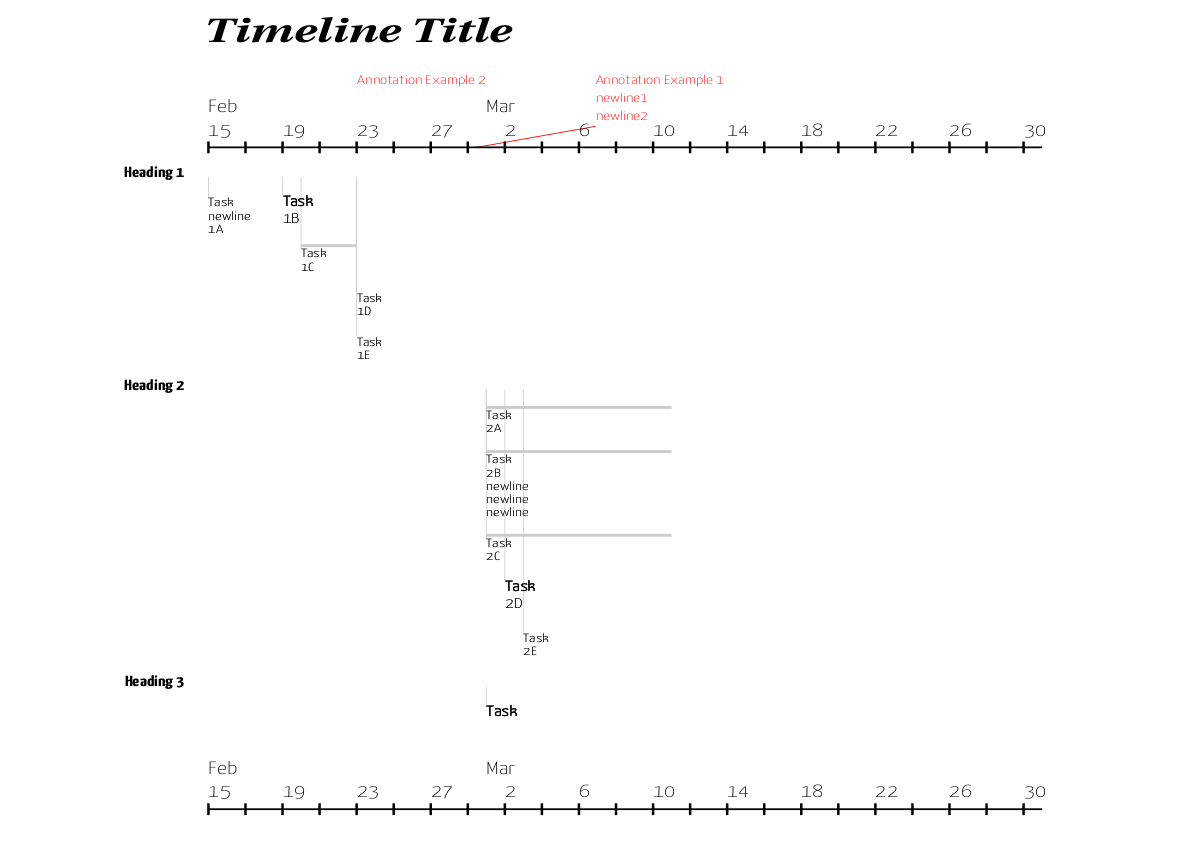 Timeline Title
Annotation Example 2
Annotation Example 1
newline1
newline2
Feb
Mar
15 19 23 27 2 6 10 14 18 22 26 30
Heading 1
Task
newline
1A
Task
1B
Task
1C
Task
1D
Task
1E
Heading 2
Task
2A
Task
2B
newline
newline
newline
Task
2C
Task
2D
Task
2E
Heading 3
Task
Feb Mar
15 19 23 27 2 6 10 14 18 22 26 30